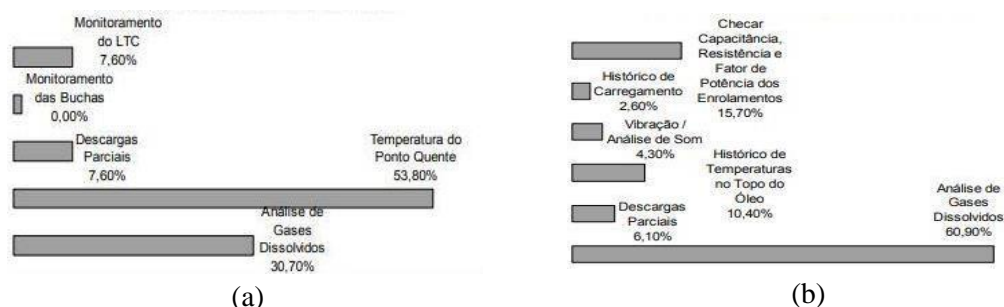 Monitoramento
do LTC
7,60%
Monitoramento
das Buchas
0,00%
Descargas
Parciais
7,60%
Temperatura do
Ponto Quente
53,80%
Análise de
Gases
Dissolvidos
30,70%
(a)
Checar
Capacitância,
Resistência e
Fator de
Potência dos
Enrolamentos
15,70%
Histórico de
Carregamento
2,60%
Vibração /
Análise de Som
4,30%
Histórico de
Temperaturas
no Topo do
Óleo
10,40%
Descargas
Parciais
6,10%
Análise de
Gases
Dissolvidos
60,90%
(b)